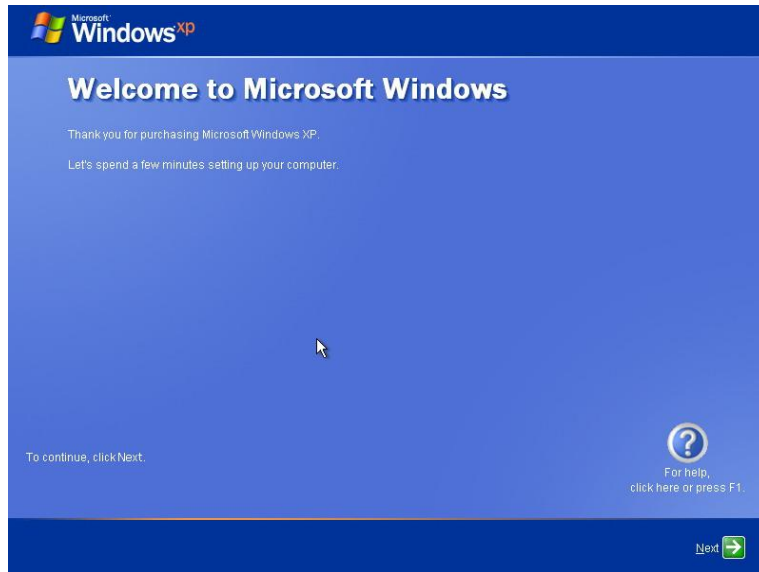 Microsoft
Windows xp
Welcome to Microsoft Windows
Thank you for purchasing Microsoft Windows XP.
Let's spend a few minutes setting up your computer.
To continue, click Next.
For help,
click here or press F1.
Next